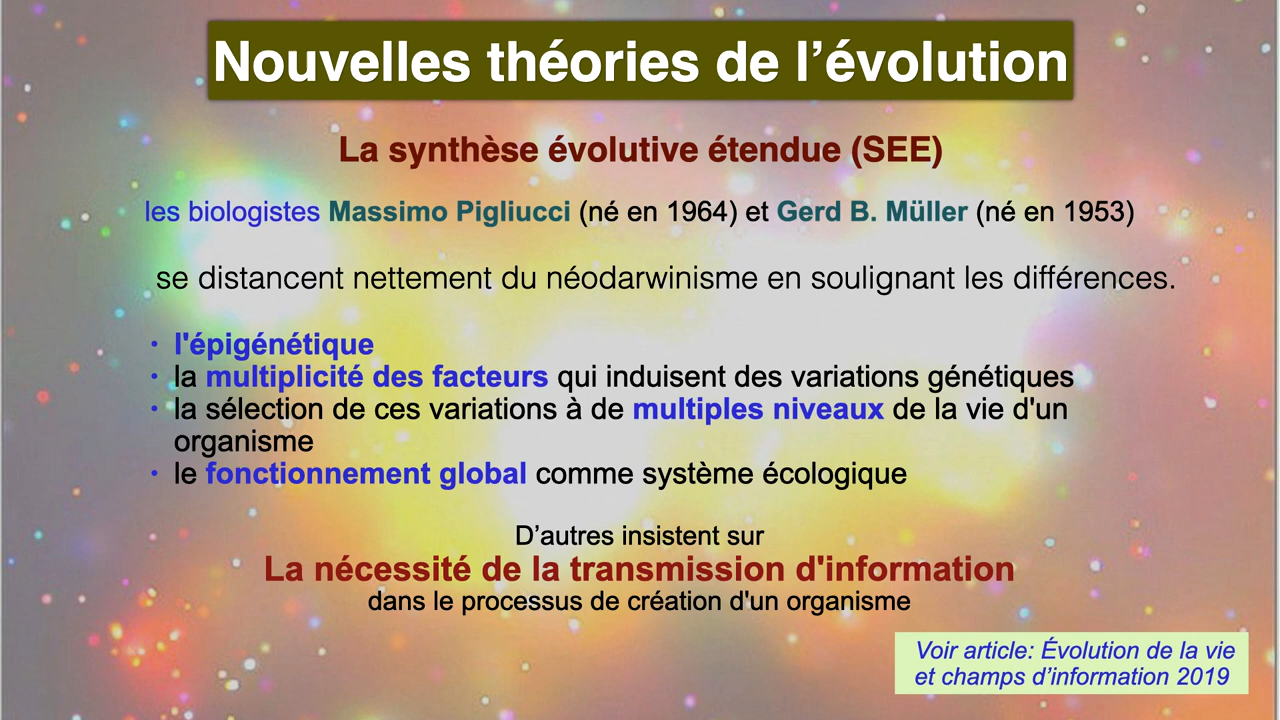 Nouvelles théories de l’évolution
La synthèse évolutive étendue (SEE)
les biologistes Massimo Pigliucci (né en 1964) et Gerd B. Müller (né en 1953)
se distancent nettement du néodarwinisme en soulignant les différences.
• l'épigénétique
• la multiplicité des facteurs qui induisent des variations génétiques
• la sélection de ces variations à de multiples niveaux de la vie d'un
organisme
• le fonctionnement global comme système écologique
D’autres insistent sur
La nécessité de la transmission d'information
dans le processus de création d'un organisme
Voir article: Évolution de la vie
et champs d’information 2019